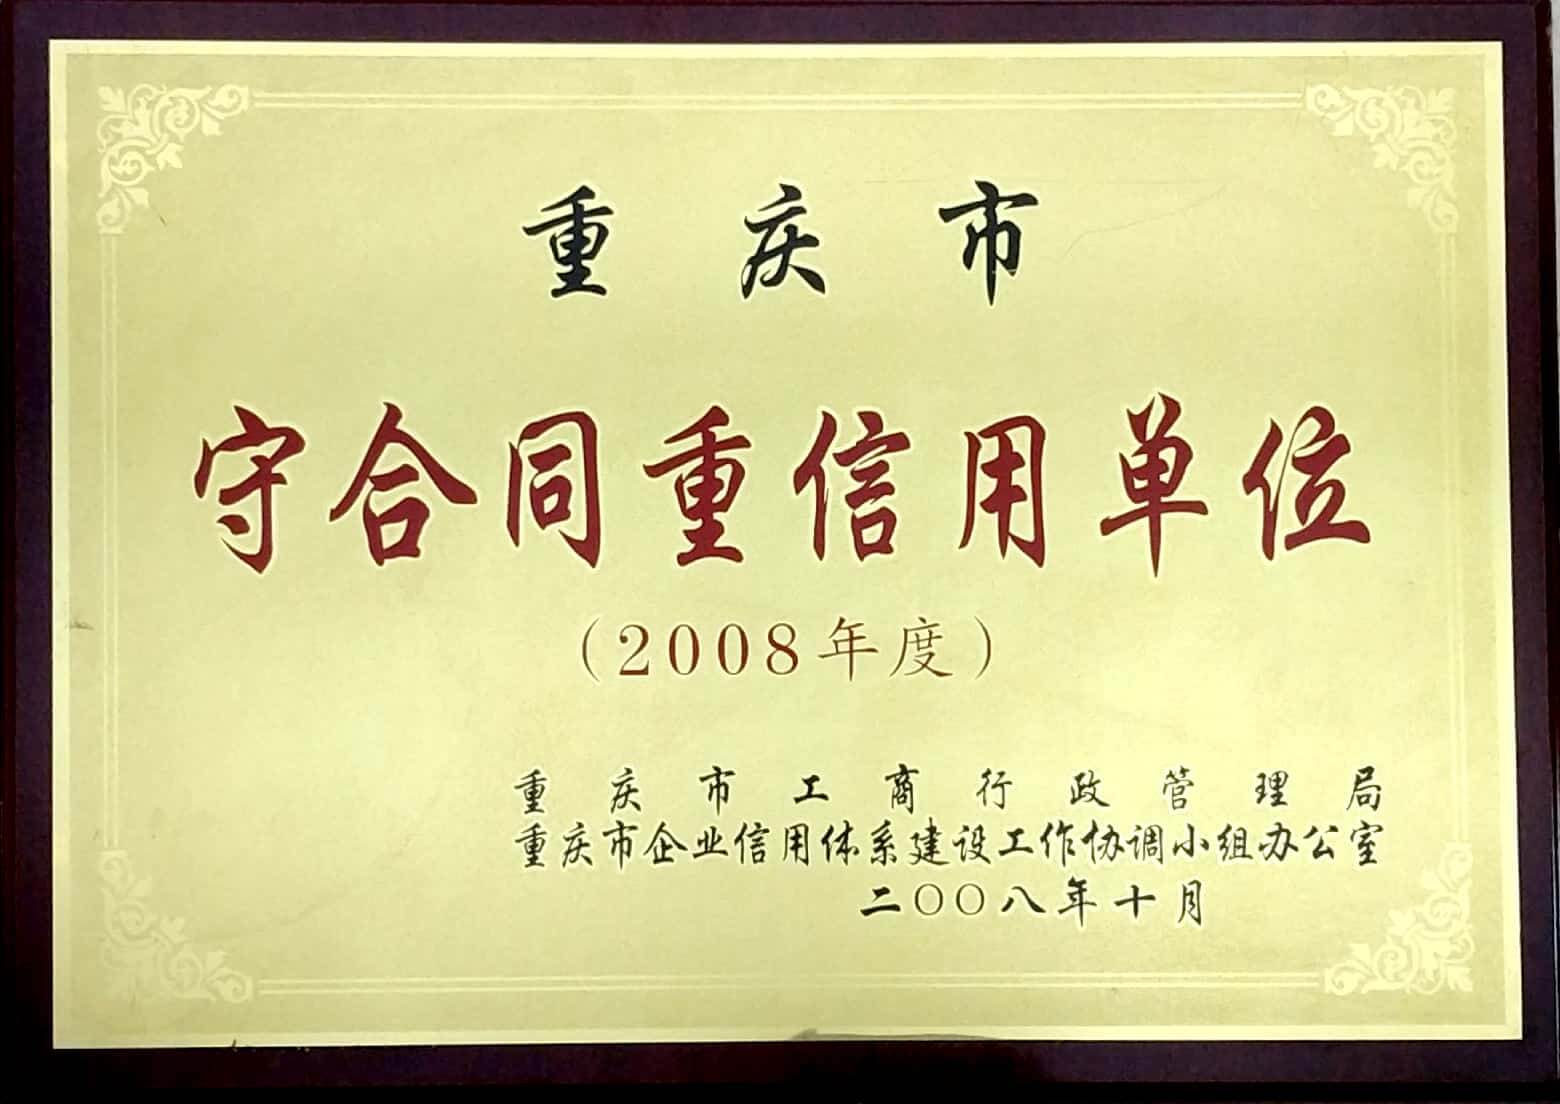 重庆市
守合同重信用单位
（2008年度）
重庆市工商行政管理局
重庆市企业信用体系建设工作协调小组办公室
二〇〇八年十月